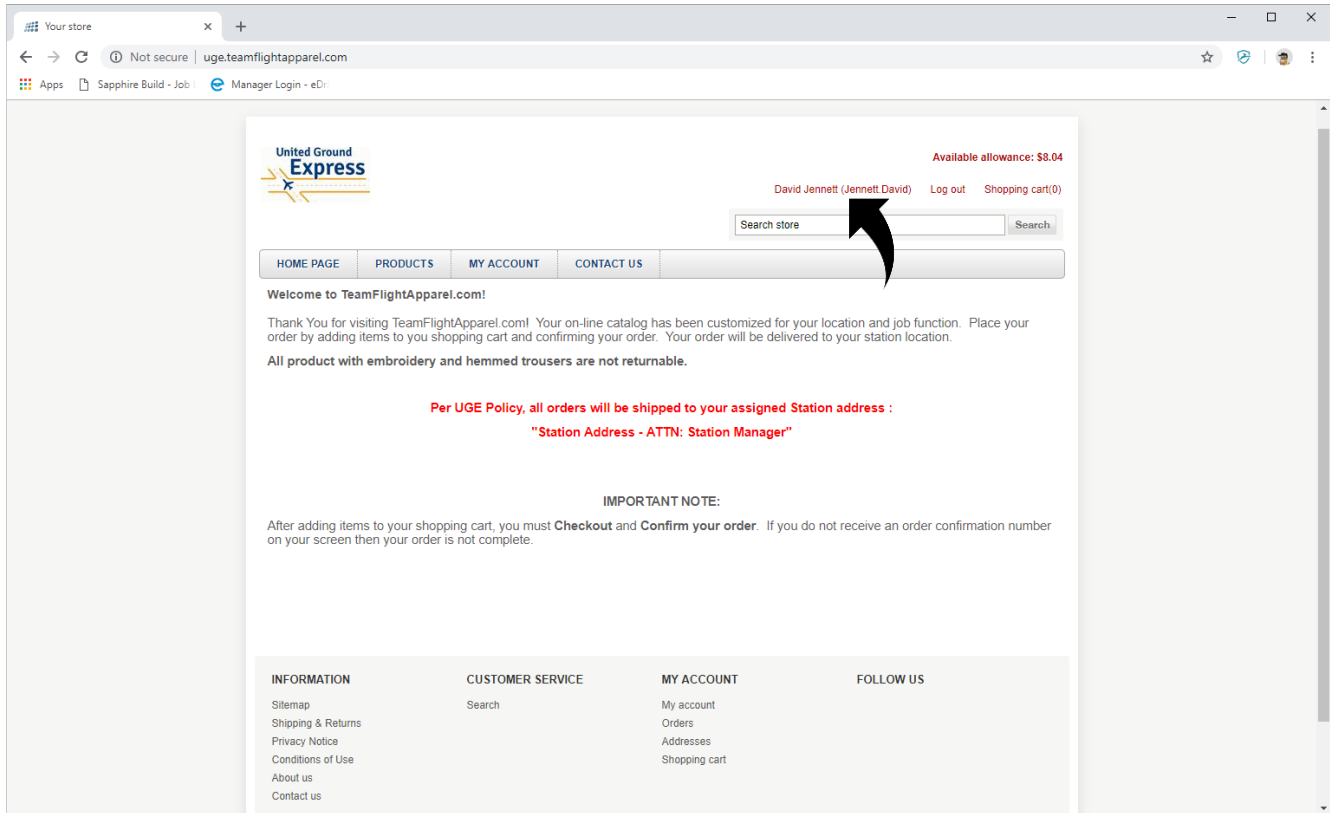 Your store
Not secure | uge.teamflightapparel.com
Apps Sapphire Build - Job Manager Login - eDr
United Ground
Express
Available allowance: $8.04
David Jennett (Jennett.David) Log out Shopping cart(0)
Search store Search
HOME PAGE PRODUCTS MY ACCOUNT CONTACT US
Welcome to TeamFlightApparel.com!
Thank You for visiting TeamFlightApparel.com! Your on-line catalog has been customized for your location and job function. Place your
order by adding items to you shopping cart and confirming your order. Your order will be delivered to your station location.
All product with embroidery and hemmed trousers are not returnable.
Per UGE Policy, all orders will be shipped to your assigned Station address :
"Station Address - ATTN: Station Manager"
IMPORTANT NOTE:
After adding items to your shopping cart, you must Checkout and Confirm your order. If you do not receive an order confirmation number
on your screen then your order is not complete.
INFORMATION CUSTOMER SERVICE MY ACCOUNT FOLLOW US
Sitemap Search My account
Shipping & Returns Orders
Privacy Notice Addresses
Conditions of Use Shopping cart
About us
Contact us